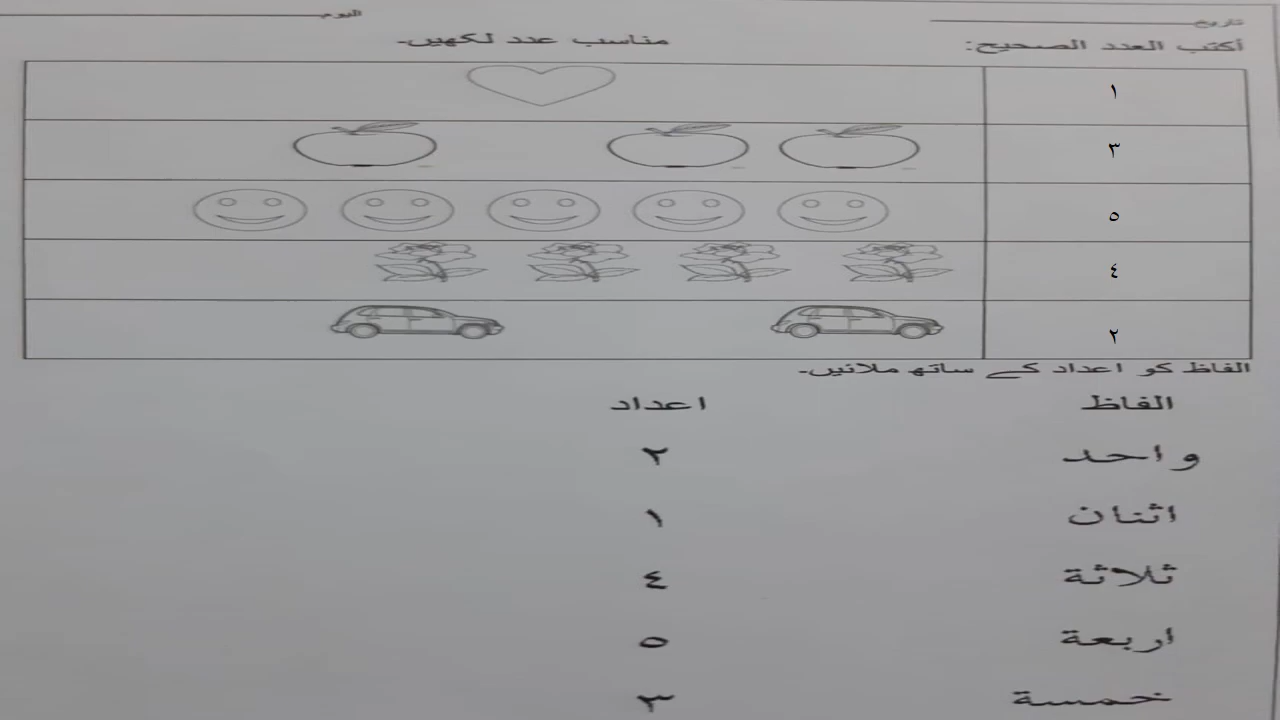 تاریخ اليوم
أكتب العدد الصحيح: مناسب عدد لکھیں۔
١
٣
٥
٤
٢
الفاظ کو اعداد کے ساتھ ملائیں۔
الفاظ اعداد
واحد ٢
اثنان ١
ثلاثة ٤
اربعة ٥
خمسة ٣